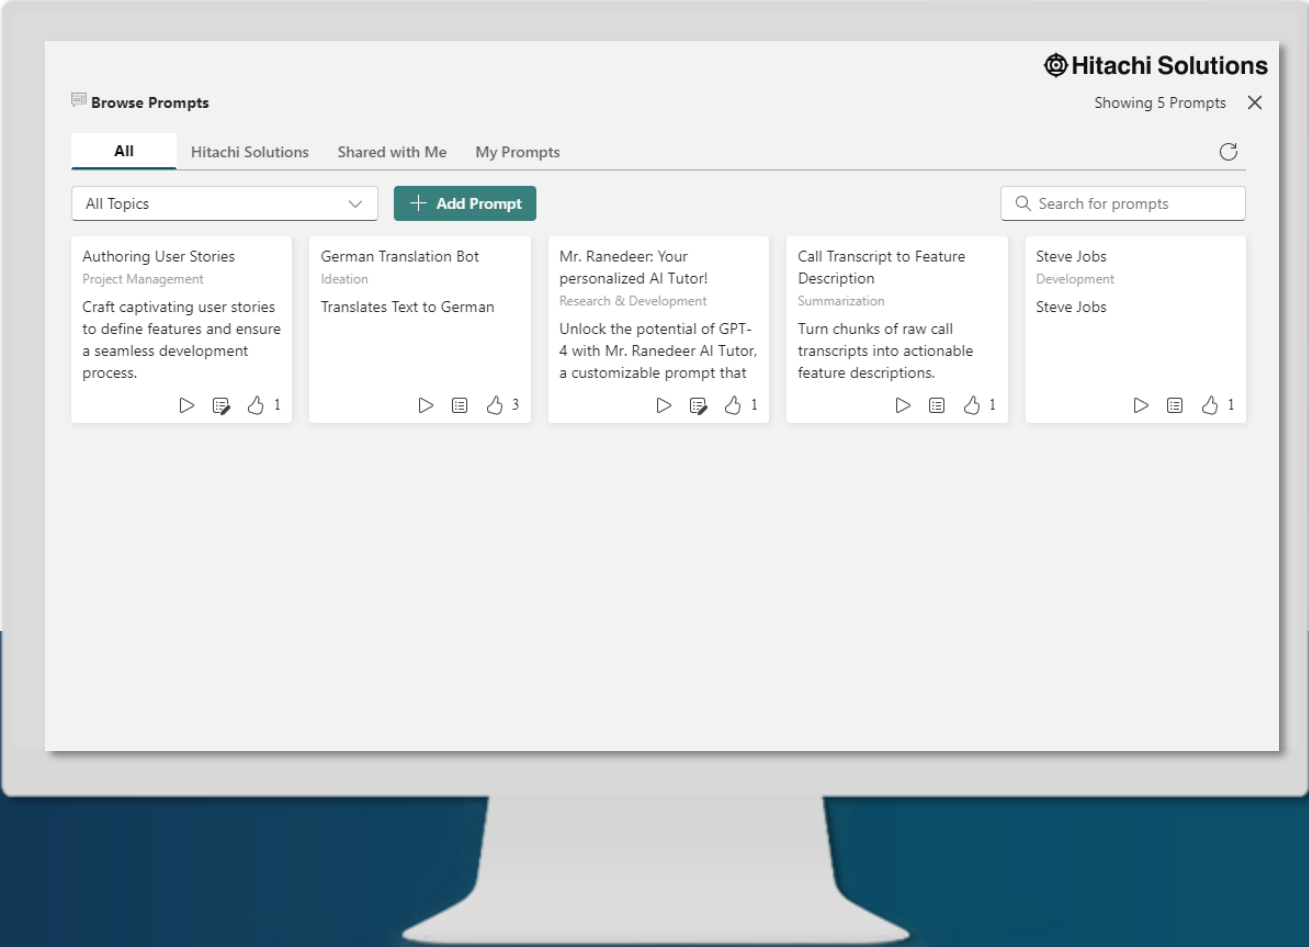 Hitachi Solutions
Browse Prompts
Showing 5 Prompts
All
Hitachi Solutions
Shared with Me
My Prompts
All Topics
Add Prompt
Search for prompts
Authoring User Stories
Project Management
Craft captivating user stories
to define features and ensure
a seamless development
process.
1
German Translation Bot
Ideation
Translates Text to German
3
Mr. Ranedeer: Your
personalized AI Tutor!
Research & Development
Unlock the potential of GPT-
4 with Mr. Ranedeer AI Tutor,
a customizable prompt that
1
Call Transcript to Feature
Description
Summarization
Turn chunks of raw call
transcripts into actionable
feature descriptions.
1
Steve Jobs
Development
Steve Jobs
1